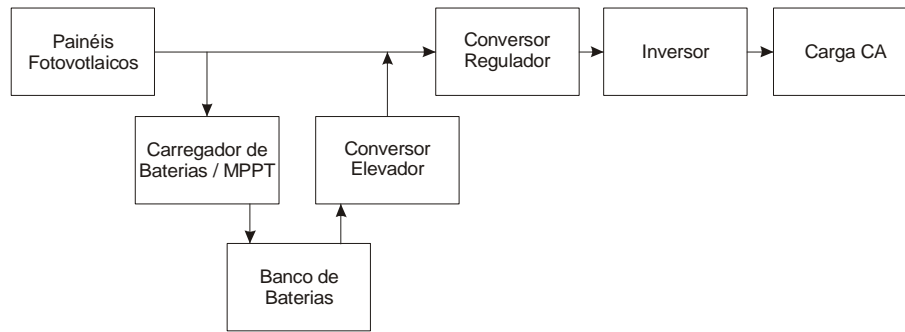 Painéis
Fotovotlaicos
Conversor
Regulador
Inversor
Carga CA
Carregador de
Baterias / MPPT
Conversor
Elevador
Banco de
Baterias